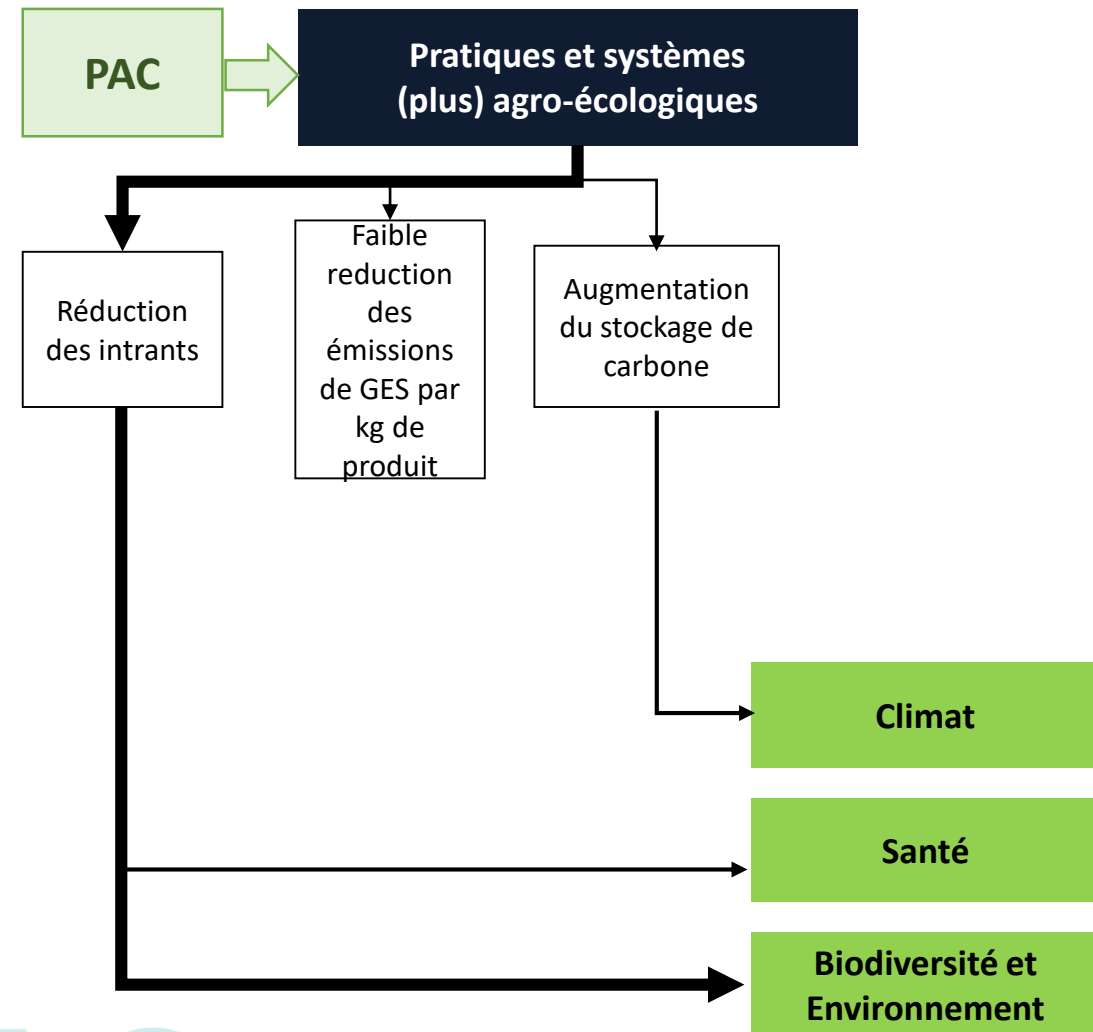 PAC
Pratiques et systèmes
(plus) agro-écologiques
Réduction
des intrants
Faible
reduction
des
émissions
de GES par
kg de
produit
Augmentation
du stockage de
carbone
Climat
Santé
Biodiversité et
Environnement